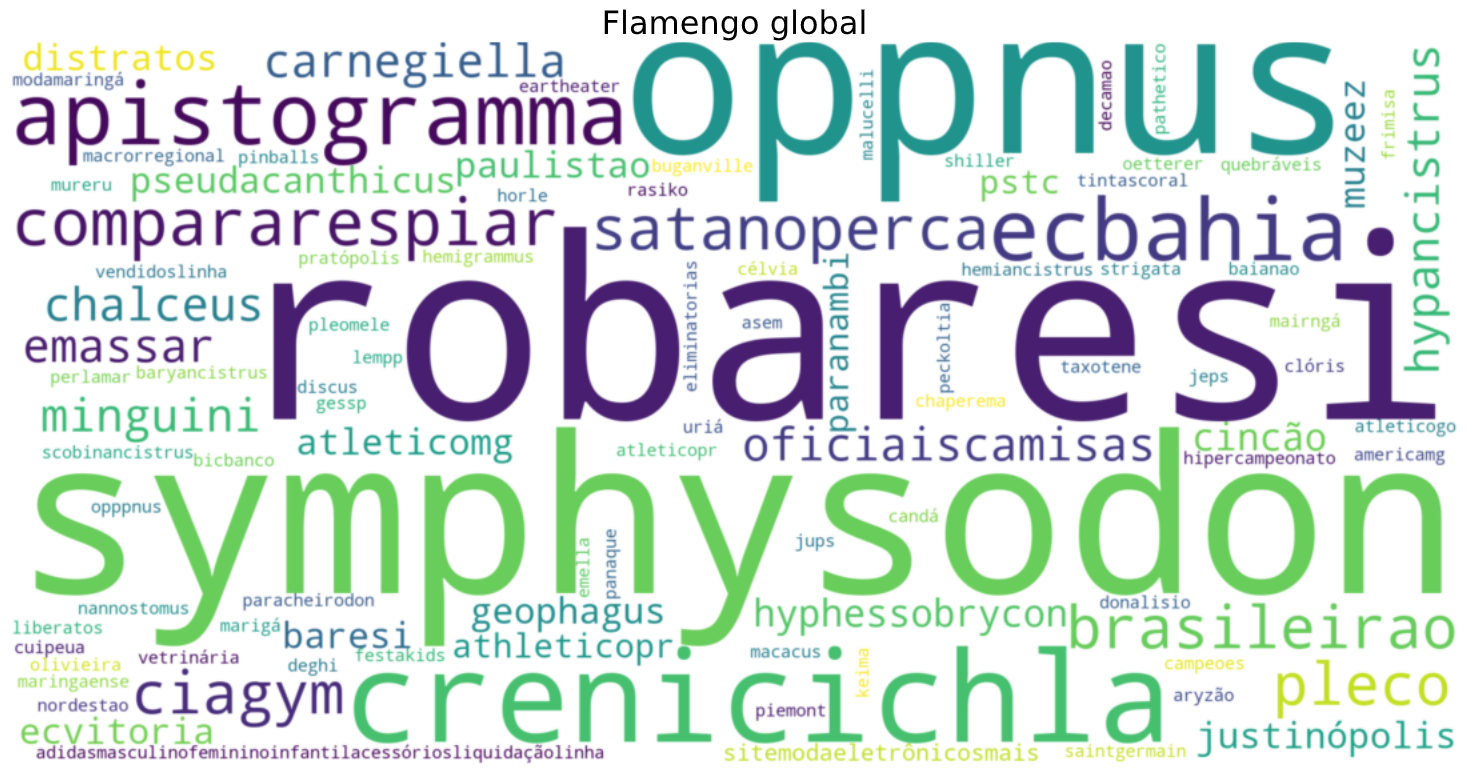 Flamengo global
distratos
carnegiella
oppnus
modamaringá
eartheater
apistogramma
malucelli
decamao
pathetico
muzeez
frimisa
hypancistrus
macrorregional
pinballs
paulistao
buganville
shiller
oetterer
quebráveis
mureru
pseudacanthicus
horle
rasiko
pstc
tintascoral
compararespiar
satanoperca
ecbahia
pratópolis
hemigrammus
vendidoslinha
célvia
hemiancistrus
strigata
baianao
chalceus
robaresi
eliminatorias
paranambi
peckoltia
pleomele
asem
mairngá
emassar
lempp
taxotene
clóris
jeps
perlamar
baryancistrus
discus
gessp
chaperema
minguini
uriá
atleticogo
atleticomg
oficiaiscamisas
cincão
scobinancistrus
bicbanco
atleticopr
hipercampeonato
americamg
symphysodon
opppnus
candá
jups
emella
panaque
nannostomus
paracheirodon
geophagus
hyphessobrycon
donalisio
brasileirao
liberatos
marigá
baresi
athleticopr
cuipeua
vetrinária
olivieira
deghi
festakids
macacus
keima
campeoes
maringaense
ciagym
crenicichla
pleco
nordestao
piemont
aryzão
ecvitoria
justinópolis
adidasmasculinofemininoinfantilacessóriosliquidaçãolinha
sitemodaeletrônicosmais
saintgermain